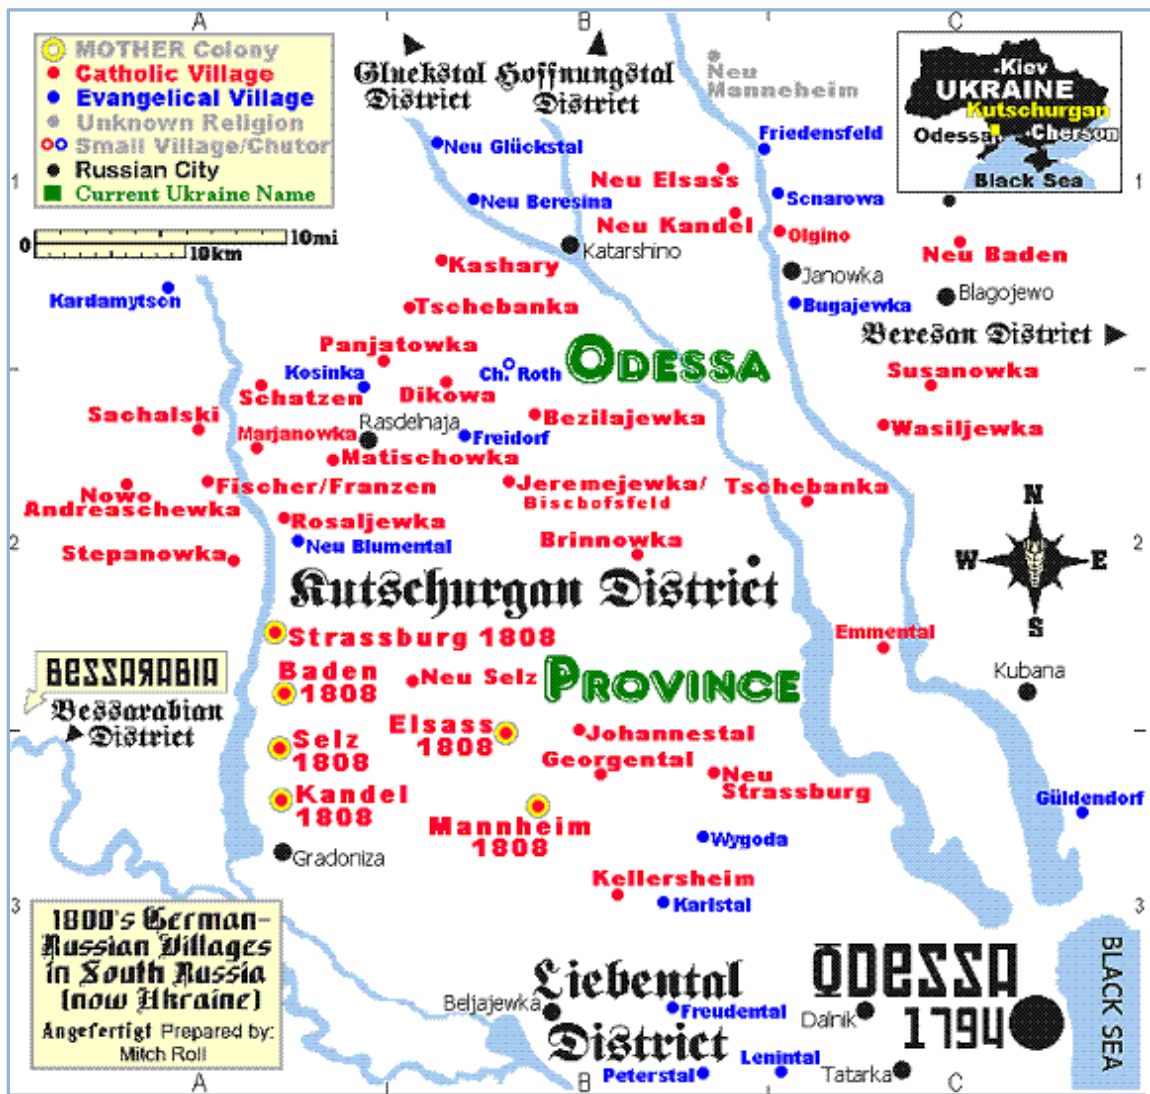 A
B
C
MOTHER Colony
Catholic Village
Evangelical Village
Unknown Religion
Small Village/Chutor
Russian City
Current Ukraine Name
0
10mi
10km
Gluckstal
District
Hoffnungstal
District
Neu
Manneheim
Kiev
UKRAINE
Kutschurgan
Odessa
Cherson
Black Sea
Friedensfeld
Neu Glückstal
1
1
Neu Elsass
Neu Beresina
Scnarowa
Neu Kandel
Olgino
Katarshino
Neu Baden
Kashary
Janowka
Kardamytson
Blagojewo
Tschebanka
Bugajewka
Beresan District
Panjatowka
ODESSA
Kosinka
Ch. Roth
Susanowka
Schatzen
Dikowa
Sachalski
Rasdelnaja
Bezilajewka
Marjanowka
Freidorf
Wasiljewka
Matischowka
Nowo
Andreaschewka
Fischer/Franzen
Jeremejewka/
Bischofsfeld
Tschebanka
N
Rosaljewka
2
2
Stepanowka
Neu Blumental
Brinnowka
W
E
Kutschurgan District
S
Strassburg 1808
Emmental
BESSARABIA
Baden
1808
Neu Selz
PROVINCE
Kubana
Bessarabian
District
Elsass
1808
Johannestal
Selz
1808
Georgental
Neu
Strassburg
Kandel
1808
Güldendorf
Mannheim
1808
Wygoda
Gradoniza
Kellersheim
3
3
Karlstal
1800's German-
Russian Villages
in South Russia
(now Ukraine)
Angefertigt Prepared by:
Mitch Roll
Liebental
District
ODESSA
1794
BLACK SEA
Beljajewka
Freudental
Dalnik
Lenintal
Peterstal
Tatarka
A
B
C